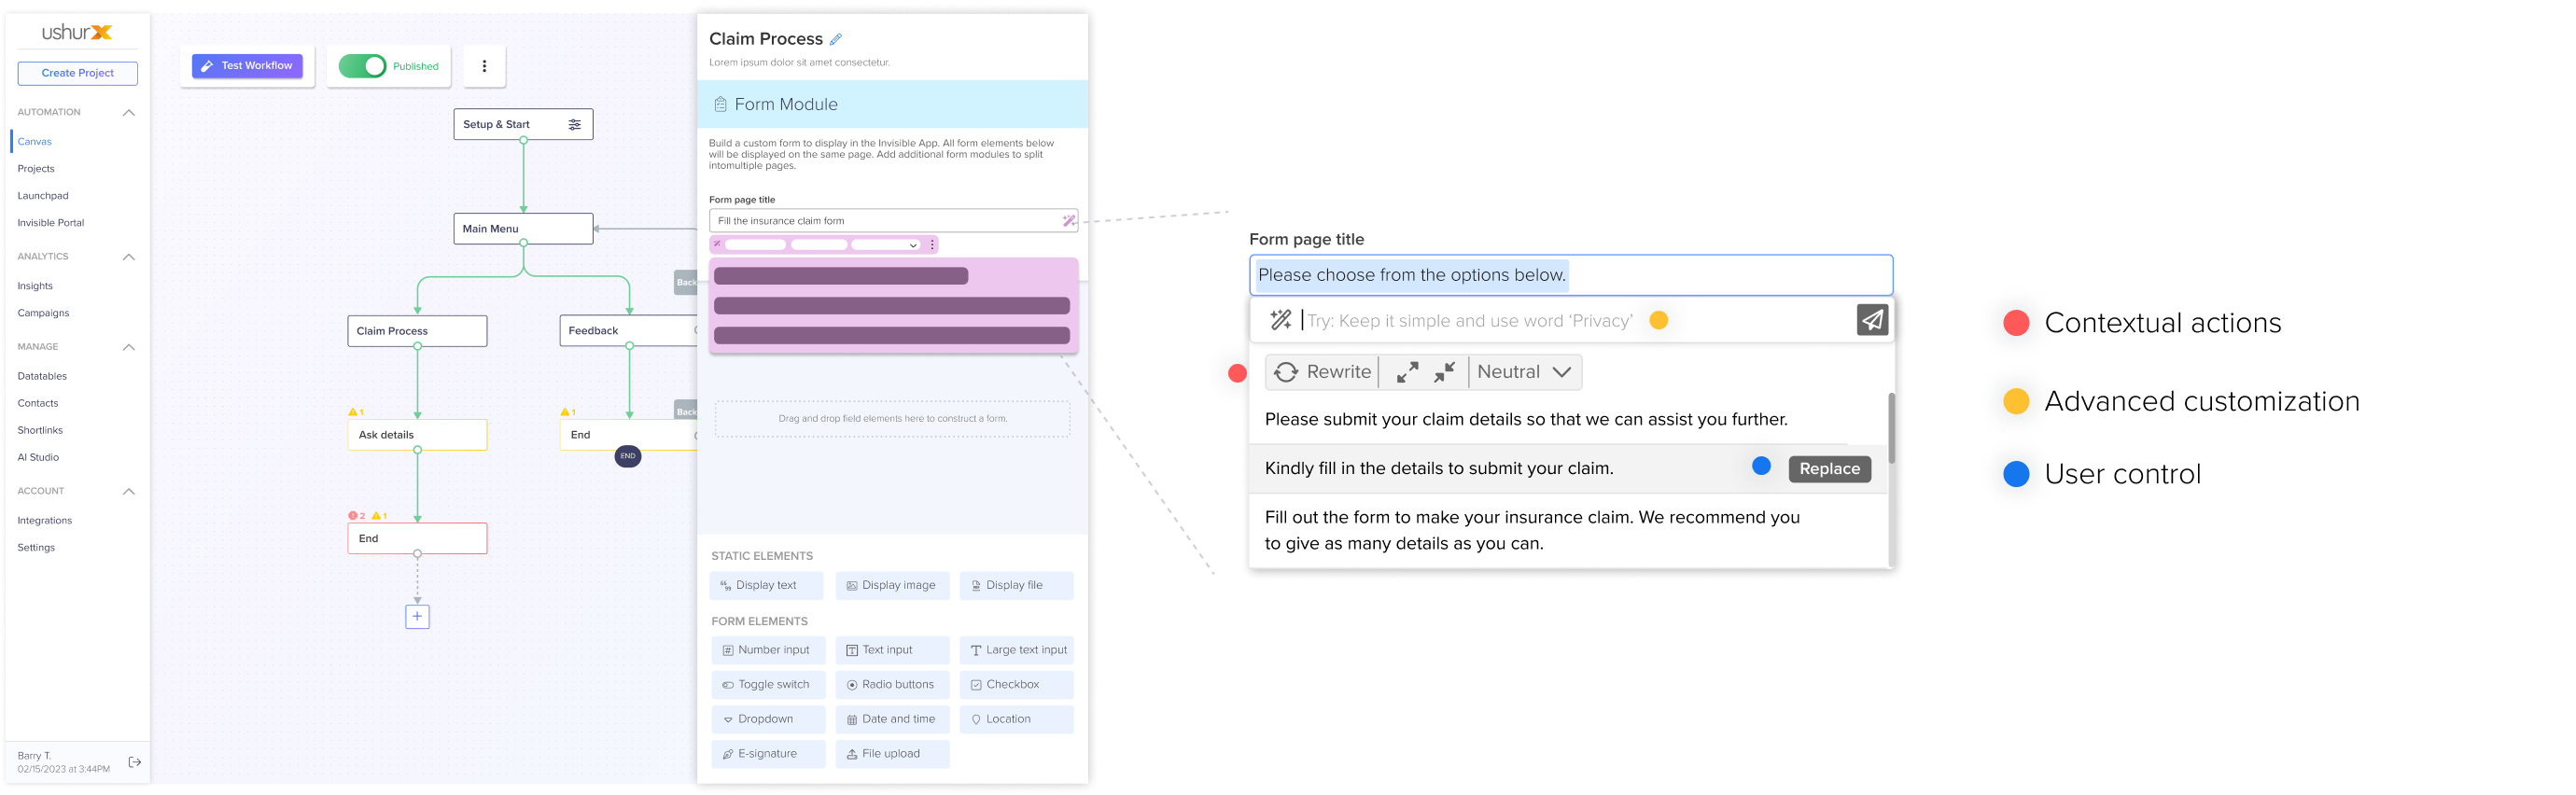 ushur
Create Project
AUTOMATION
Canvas
Projects
Launchpad
Invisible Portal
ANALYTICS
Insights
Campaigns
MANAGE
Datatables
Contacts
Shortlinks
AI Studio
ACCOUNT
Integrations
Settings
Barry T.
02/15/2023 at 3:44PM
Test Workflow
Published
Setup & Start
Main Menu
Back
Claim Process
Feedback
Back
1
Ask details
1
End
END
2 1
End
Claim Process
Lorem ipsum dolor sit amet consectetur.
Form Module
Build a custom form to display in the Invisible App. All form elements below
will be displayed on the same page. Add additional form modules to split
intomultiple pages.
Form page title
Fill the insurance claim form
Drag and drop field elements here to construct a form.
STATIC ELEMENTS
Display text
Display image
Display file
FORM ELEMENTS
Number input
Text input
Large text input
Toggle switch
Radio buttons
Checkbox
Dropdown
Date and time
Location
E-signature
File upload
Form page title
Please choose from the options below.
Try: Keep it simple and use word ‘Privacy’
Rewrite
Neutral
Please submit your claim details so that we can assist you further.
Kindly fill in the details to submit your claim.
Replace
Fill out the form to make your insurance claim. We recommend you
to give as many details as you can.
Contextual actions
Advanced customization
User control